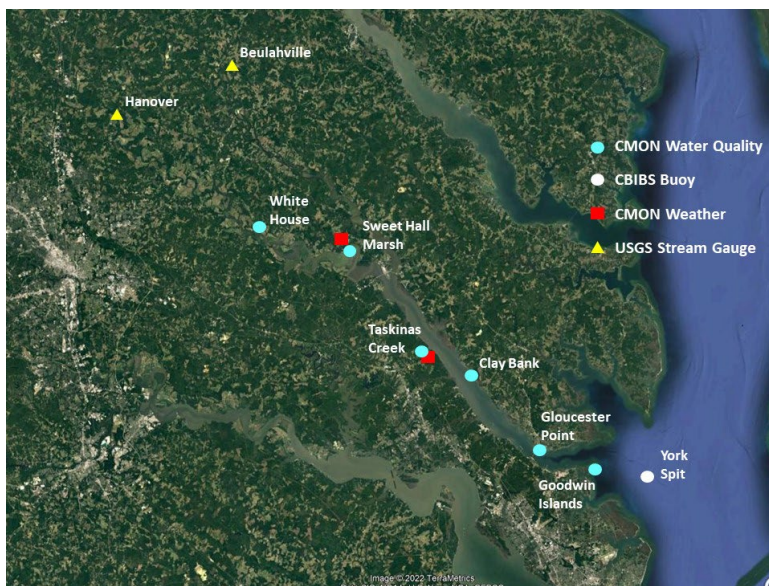 Beulahville
Hanover
CMON Water Quality
CBIBS Buoy
CMON Weather
USGS Stream Gauge
White
House
Sweet Hall
Marsh
Taskinas
Creek
Clay Bank
Gloucester
Point
York
Spit
Goodwin
Islands
Image © 2022 TerraMetrics